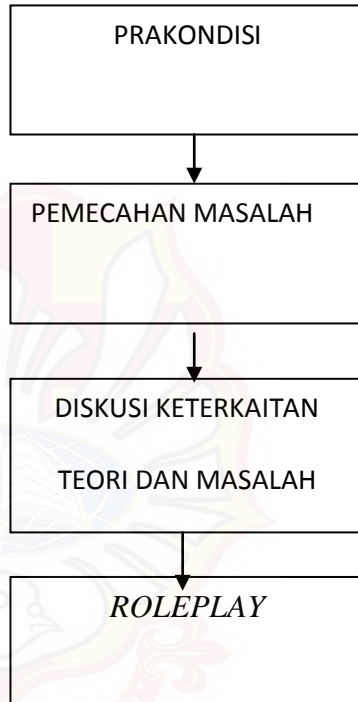 PRAKONDISI
PEMECAHAN MASALAH
DISKUSI KETERKAITAN
TEORI DAN MASALAH
ROLEPLAY